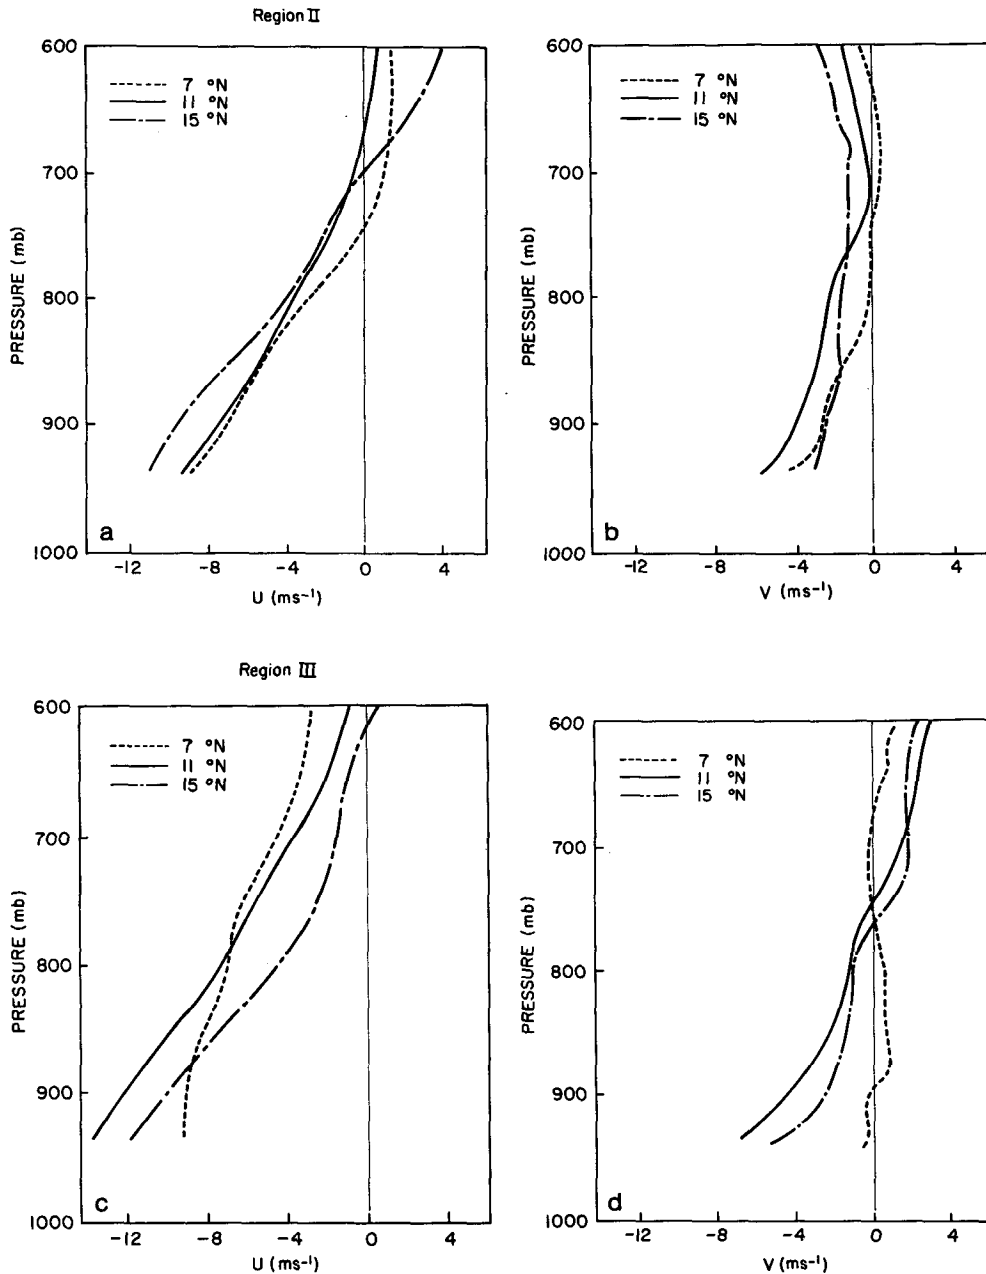 Region II
600
700
800
900
1000
PRESSURE (mb)
7 °N
11 °N
15 °N
a
-12 -8 -4 0 4
U (ms⁻¹)
600
700
800
900
1000
PRESSURE (mb)
7 °N
11 °N
15 °N
b
-12 -8 -4 0 4
V (ms⁻¹)
Region III
600
700
800
900
1000
PRESSURE (mb)
7 °N
11 °N
15 °N
c
-12 -8 -4 0 4
U (ms⁻¹)
600
700
800
900
1000
PRESSURE (mb)
7 °N
11 °N
15 °N
d
-12 -8 -4 0 4
V (ms⁻¹)